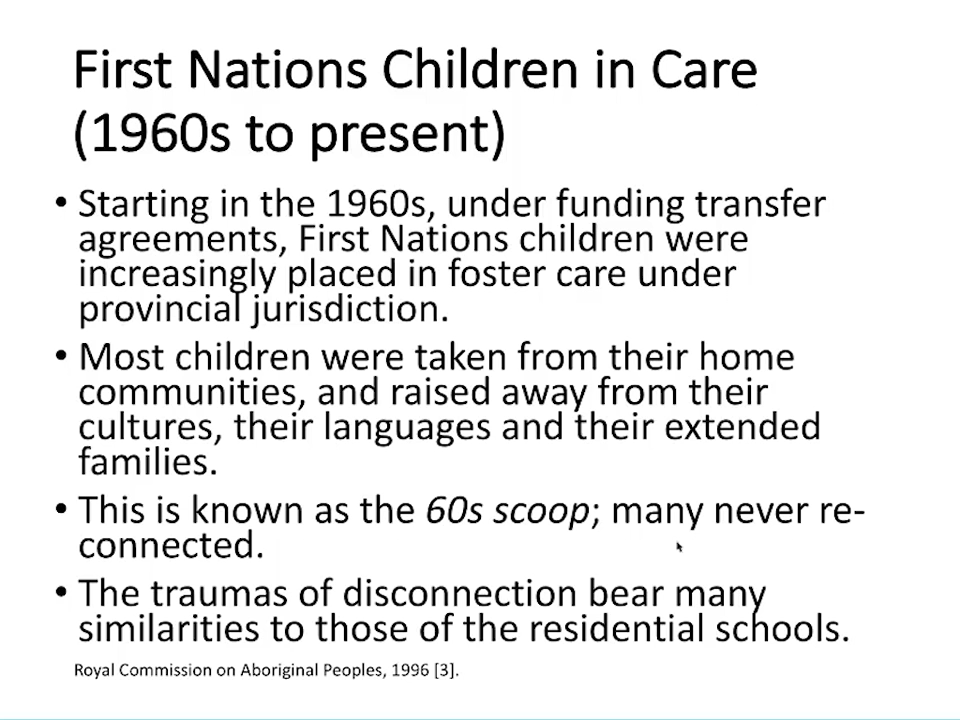 First Nations Children in Care
(1960s to present)
• Starting in the 1960s, under funding transfer
agreements, First Nations children were
increasingly placed in foster care under
provincial jurisdiction.
• Most children were taken from their home
communities, and raised away from their
cultures, their languages and their extended
families.
• This is known as the 60s scoop; many never re-
connected.
• The traumas of disconnection bear many
similarities to those of the residential schools.
Royal Commission on Aboriginal Peoples, 1996 [3].